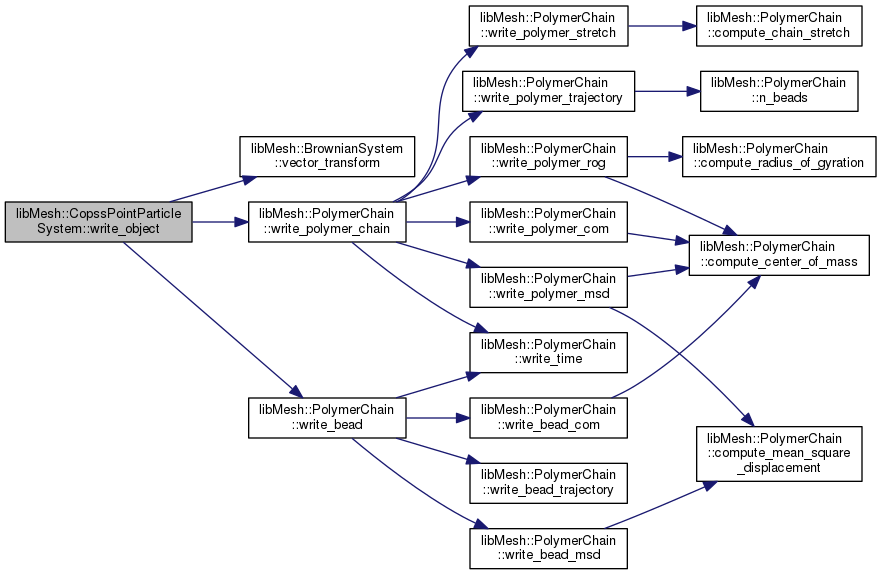 libMesh::CopssPointParticle
System::write_object
libMesh::BrownianSystem
::vector_transform
libMesh::PolymerChain
::write_polymer_chain
libMesh::PolymerChain
::write_bead
libMesh::PolymerChain
::write_polymer_stretch
libMesh::PolymerChain
::write_polymer_trajectory
libMesh::PolymerChain
::write_polymer_rog
libMesh::PolymerChain
::write_polymer_com
libMesh::PolymerChain
::write_polymer_msd
libMesh::PolymerChain
::write_time
libMesh::PolymerChain
::write_bead_com
libMesh::PolymerChain
::write_bead_trajectory
libMesh::PolymerChain
::write_bead_msd
libMesh::PolymerChain
::compute_chain_stretch
libMesh::PolymerChain
::n_beads
libMesh::PolymerChain
::compute_radius_of_gyration
libMesh::PolymerChain
::compute_center_of_mass
libMesh::PolymerChain
::compute_mean_square
_displacement